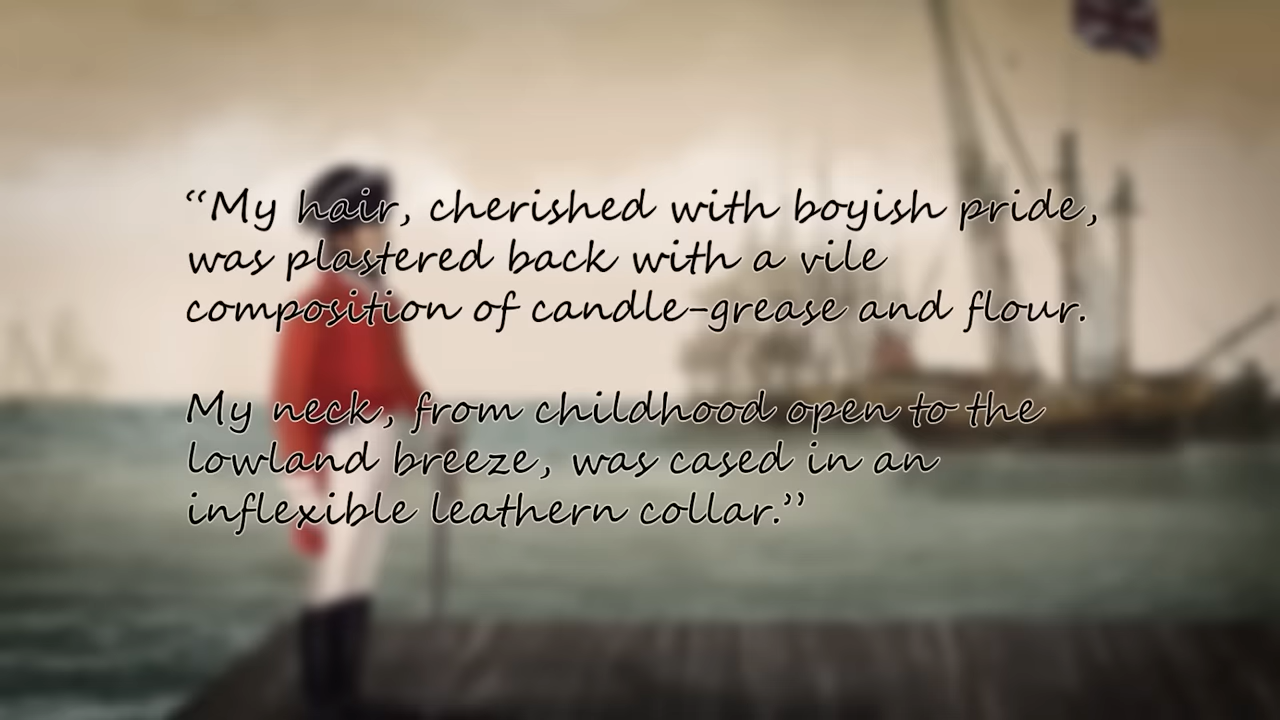 “My hair, cherished with boyish pride,
was plastered back with a vile
composition of candle-grease and flour.
My neck, from childhood open to the
lowland breeze, was cased in an
inflexible leathern collar.”